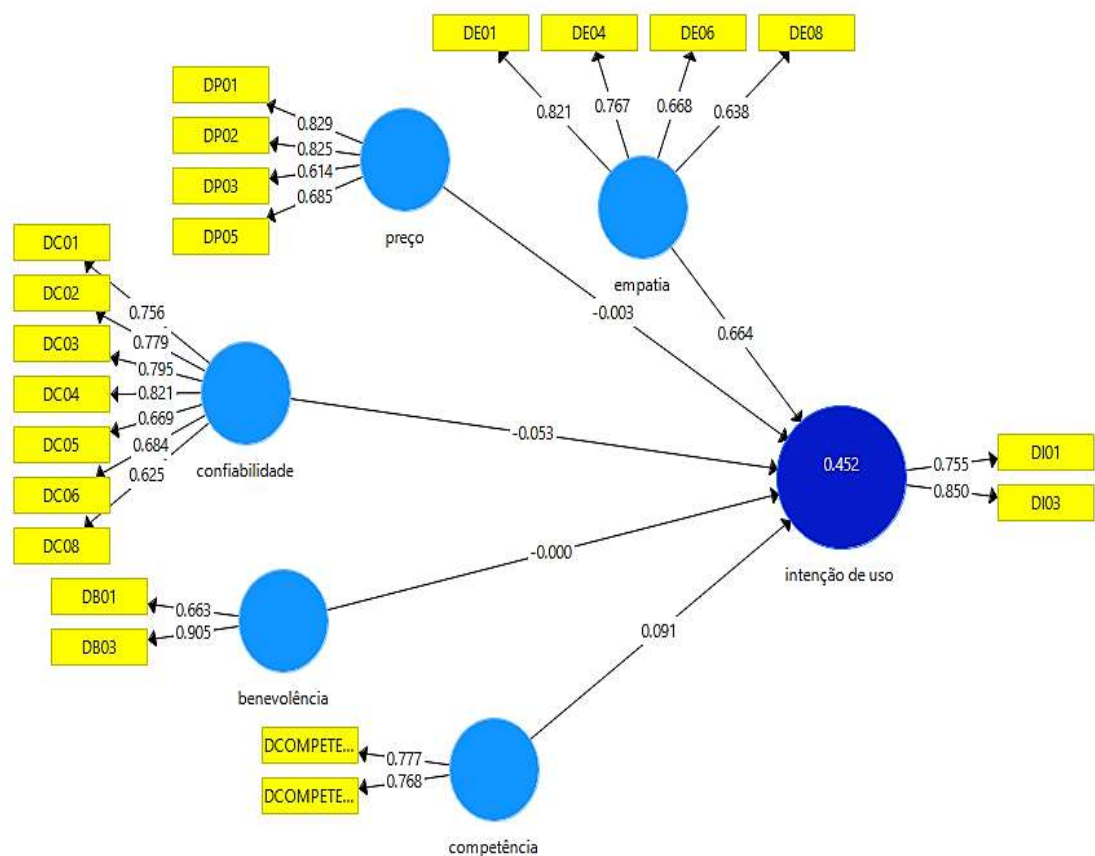 DE01
DE04
DE06
DE08
0.821
0.767
0.668
0.638
empatia
0.664
DP01
DP02
DP03
DP05
0.829
0.825
0.614
0.685
preço
-0.003
DC01
DC02
DC03
DC04
DC05
DC06
DC08
0.756
0.779
0.795
0.821
0.669
0.684
0.625
confiabilidade
-0.053
0.452
intenção de uso
0.755
0.850
DI01
DI03
DB01
DB03
0.663
0.905
benevolência
-0.000
DCOMPETE...
DCOMPETE...
0.777
0.768
competência
0.091